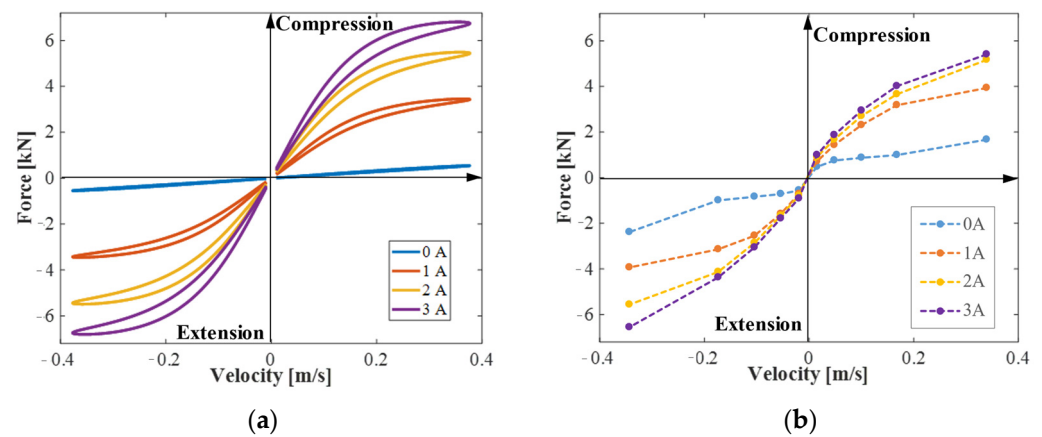 Compression
6
4
2
0
-2
-4
-6
Force [kN]
0 A
1 A
2 A
3 A
Extension
-0.4
-0.2
0
0.2
0.4
Velocity [m/s]
(a)
Compression
6
4
2
0
-2
-4
-6
Force [kN]
0A
1A
2A
3A
Extension
-0.4
-0.2
0
0.2
0.4
Velocity [m/s]
(b)